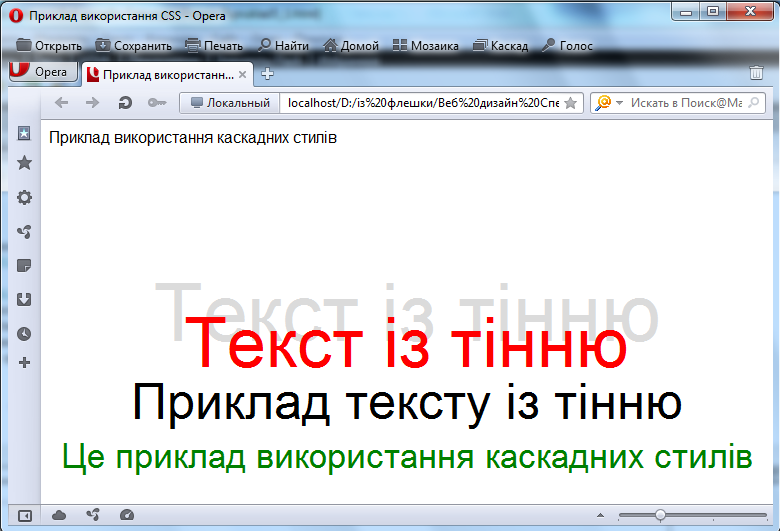 Приклад використання CSS - Opera
Открыть Сохранить Печать Найти Домой Мозаика Каскад Голос
Opera Приклад використанн...
Локальный localhost/D:/із%20флешки/Веб%20дизайн%20Спе Искать в Поиск@Ma
Приклад використання каскадних стилів
Текст із тінню
Текст із тінню
Приклад тексту із тінню
Це приклад використання каскадних стилів